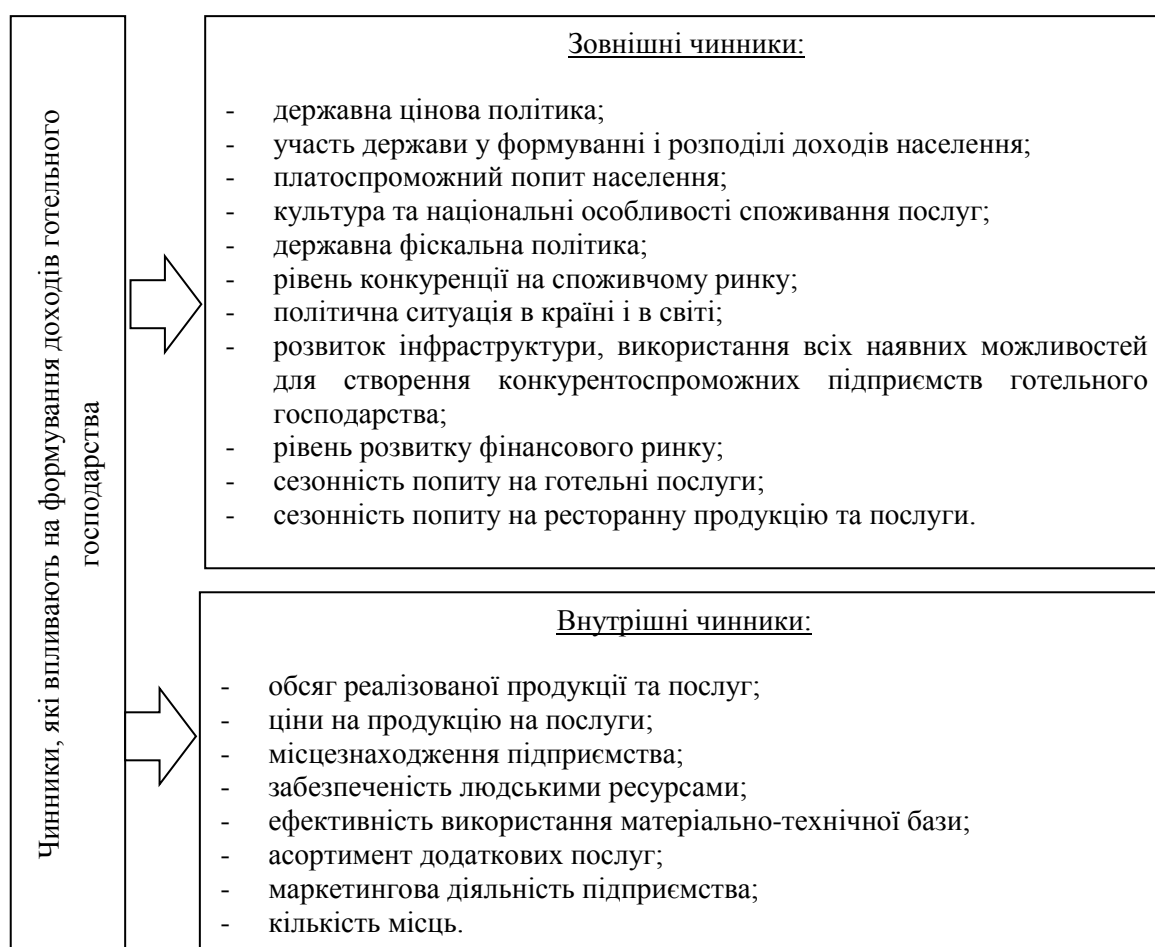 Чинники, які впливають на формування доходів готельного
господарства
Зовнішні чинники:
- державна цінова політика;
- участь держави у формуванні і розподілі доходів населення;
- платоспроможний попит населення;
- культура та національні особливості споживання послуг;
- державна фіскальна політика;
- рівень конкуренції на споживчому ринку;
- політична ситуація в країні і в світі;
- розвиток інфраструктури, використання всіх наявних можливостей
для створення конкурентоспроможних підприємств готельного
господарства;
- рівень розвитку фінансового ринку;
- сезонність попиту на готельні послуги;
- сезонність попиту на ресторанну продукцію та послуги.
Внутрішні чинники:
- обсяг реалізованої продукції та послуг;
- ціни на продукцію на послуги;
- місцезнаходження підприємства;
- забезпеченість людськими ресурсами;
- ефективність використання матеріально-технічної бази;
- асортимент додаткових послуг;
- маркетингова діяльність підприємства;
- кількість місць.